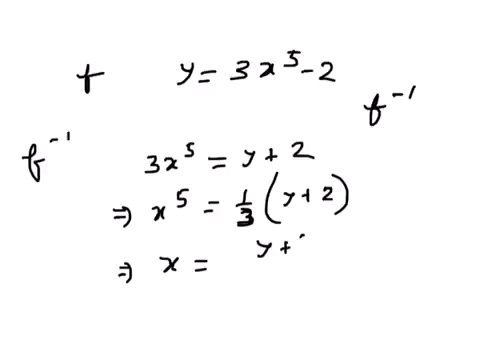 f y = 3x⁵ - 2
f⁻¹
f⁻¹ 3x⁵ = y + 2
⇒ x⁵ = 1/3 (y + 2)
⇒ x = y +